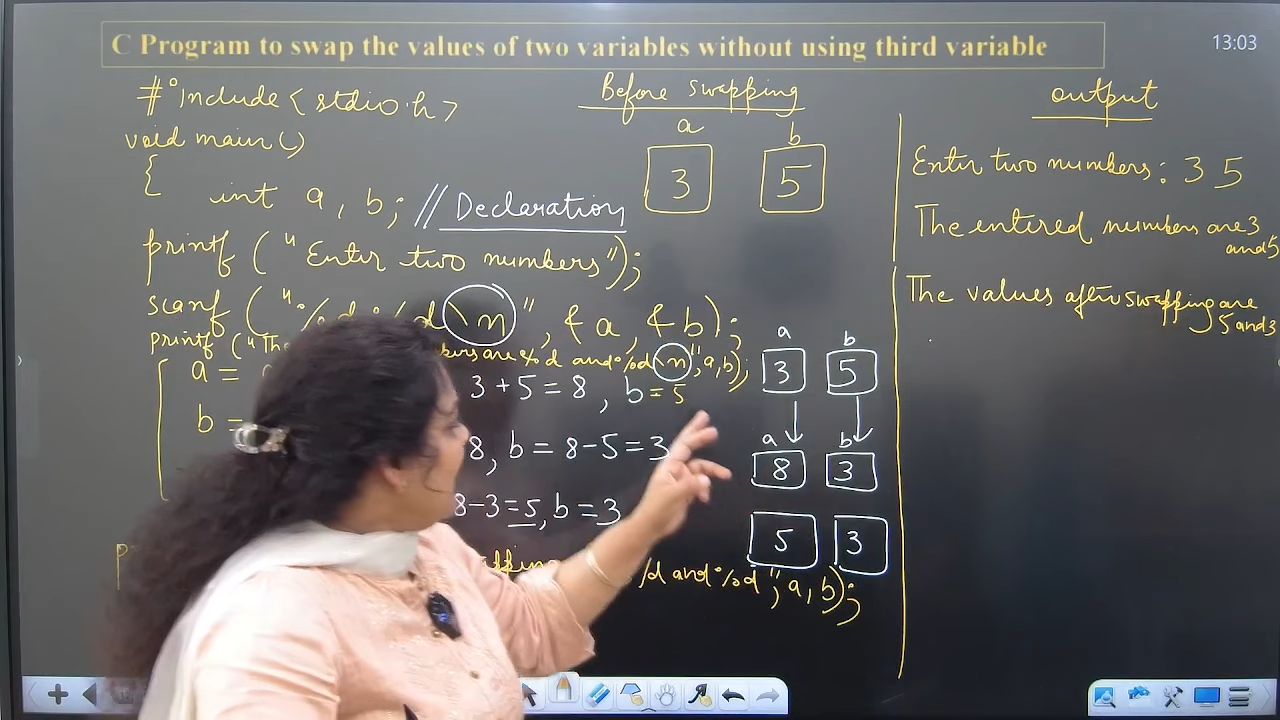 C Program to swap the values of two variables without using third variable
13:03
#include<stdio.h>
void main()
{
int a, b; // Declaration
printf ("Enter two numbers");
scanf ("%d%d\n", &a, &b);
printf ("The are %d and %d\n", a, b);
a =
3+5=8, b=5
b =
8, b = 8-5=3
8-3=5, b=3
%d and %d", a, b);
Before swapping
a b
3 5
a b
3 5
a b
8 3
5 3
output
Enter two numbers: 3 5
The entered numbers are 3
and 5
The values after swapping are
5 and 3